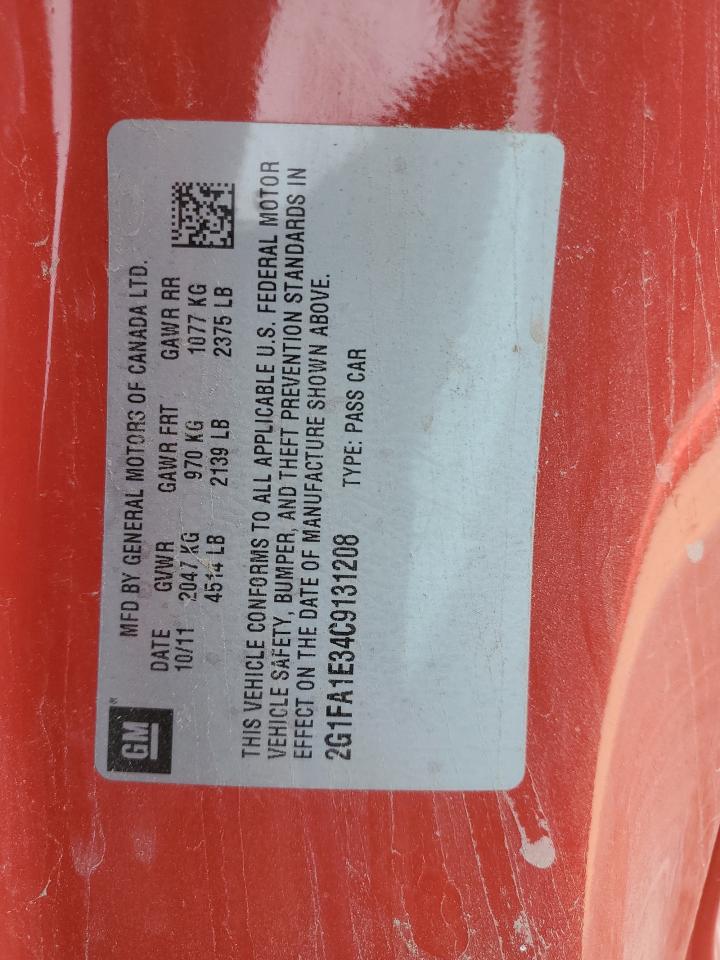 GM
MFD BY GENERAL MOTORS OF CANADA LTD.
DATE GVWR GAWR FRT GAWR RR
10/11 2047 KG 970 KG 1077 KG
4514 LB 2139 LB 2375 LB
THIS VEHICLE CONFORMS TO ALL APPLICABLE U.S. FEDERAL MOTOR
VEHICLE SAFETY, BUMPER, AND THEFT PREVENTION STANDARDS IN
EFFECT ON THE DATE OF MANUFACTURE SHOWN ABOVE.
2G1FA1E34C9131208 TYPE: PASS CAR